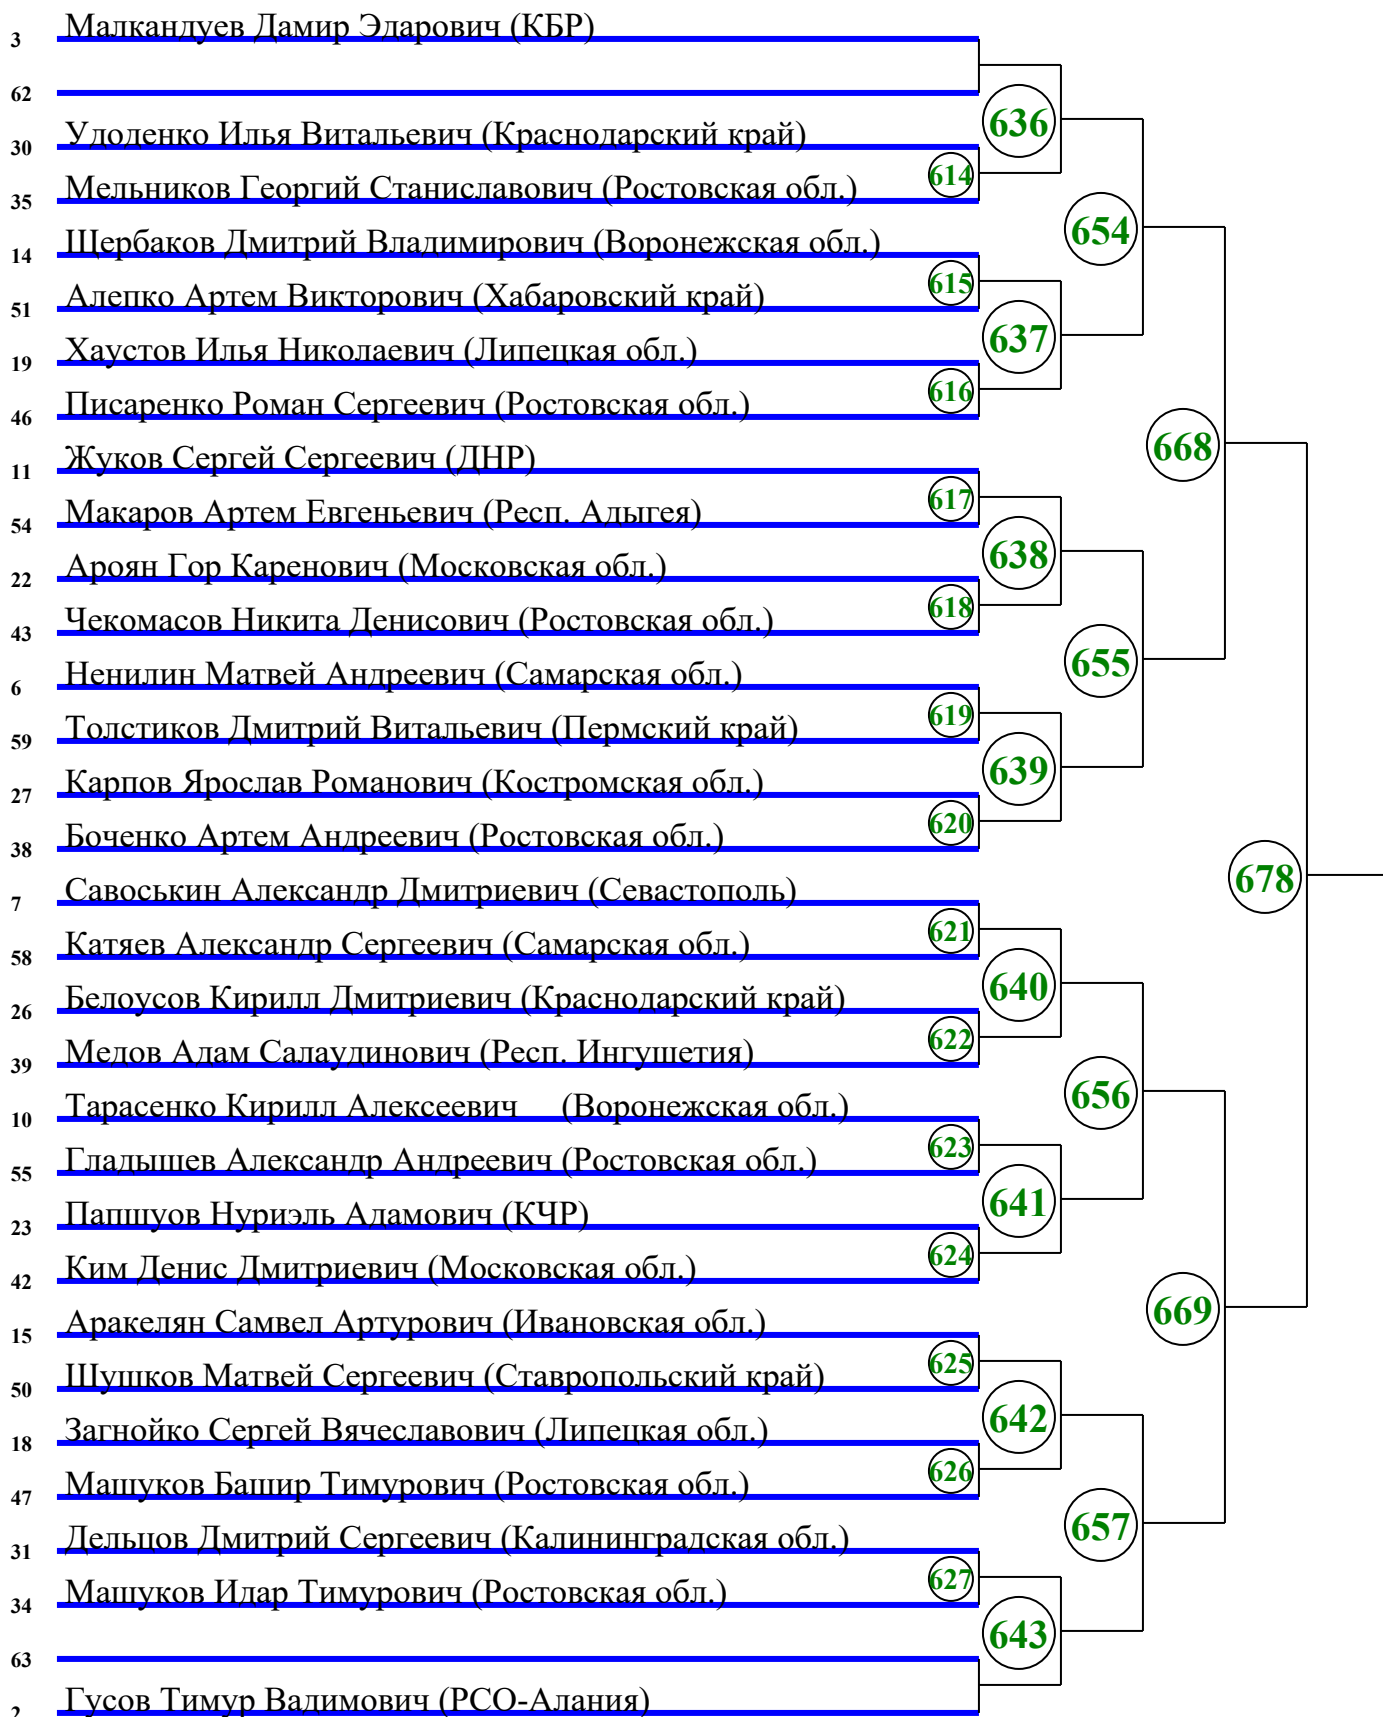 3 Малкандуев Дамир Эдарович (КБР)
62
636
30 Удоденко Илья Витальевич (Краснодарский край)
614
35 Мельников Георгий Станиславович (Ростовская обл.)
654
14 Щербаков Дмитрий Владимирович (Воронежская обл.)
615
51 Алепко Артем Викторович (Хабаровский край)
637
19 Хаустов Илья Николаевич (Липецкая обл.)
616
46 Писаренко Роман Сергеевич (Ростовская обл.)
668
11 Жуков Сергей Сергеевич (ДНР)
617
54 Макаров Артем Евгеньевич (Респ. Адыгея)
638
22 Ароян Гор Каренович (Московская обл.)
618
43 Чекомасов Никита Денисович (Ростовская обл.)
655
6 Ненилин Матвей Андреевич (Самарская обл.)
619
59 Толстиков Дмитрий Витальевич (Пермский край)
639
27 Карпов Ярослав Романович (Костромская обл.)
620
38 Боченко Артем Андреевич (Ростовская обл.)
678
7 Савоськин Александр Дмитриевич (Севастополь)
621
58 Катяев Александр Сергеевич (Самарская обл.)
640
26 Белоусов Кирилл Дмитриевич (Краснодарский край)
622
39 Медов Адам Салаудинович (Респ. Ингушетия)
656
10 Тарасенко Кирилл Алексеевич (Воронежская обл.)
623
55 Гладышев Александр Андреевич (Ростовская обл.)
641
23 Папшуов Нуриэль Адамович (КЧР)
624
42 Ким Денис Дмитриевич (Московская обл.)
669
15 Аракелян Самвел Артурович (Ивановская обл.)
625
50 Шушков Матвей Сергеевич (Ставропольский край)
642
18 Загнойко Сергей Вячеславович (Липецкая обл.)
626
47 Машуков Башир Тимурович (Ростовская обл.)
657
31 Дельцов Дмитрий Сергеевич (Калининградская обл.)
627
34 Машуков Идар Тимурович (Ростовская обл.)
643
63
2 Гусов Тимур Вадимович (РСО-Алания)